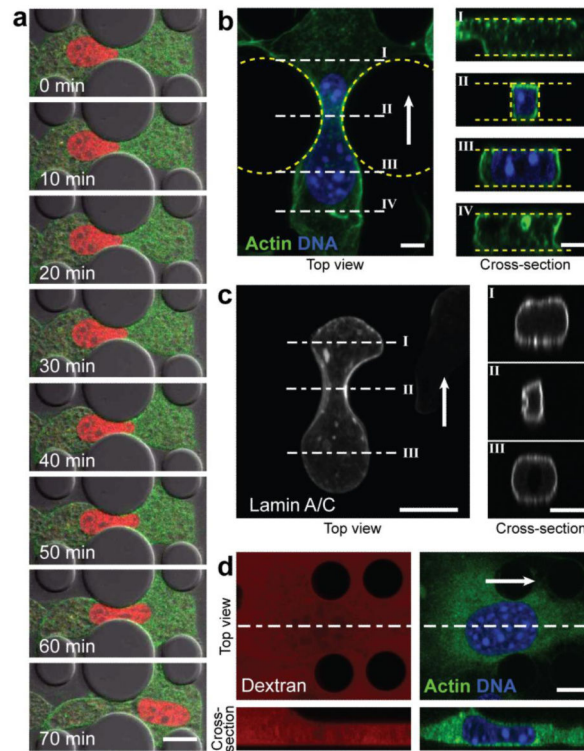 a
0 min
10 min
20 min
30 min
40 min
50 min
60 min
70 min
b
I
II
III
IV
Actin DNA
Top view
I
II
III
IV
Cross-section
c
I
II
III
Lamin A/C
Top view
I
II
III
Cross-section
d
Top view
Dextran
Actin DNA
Cross-
section